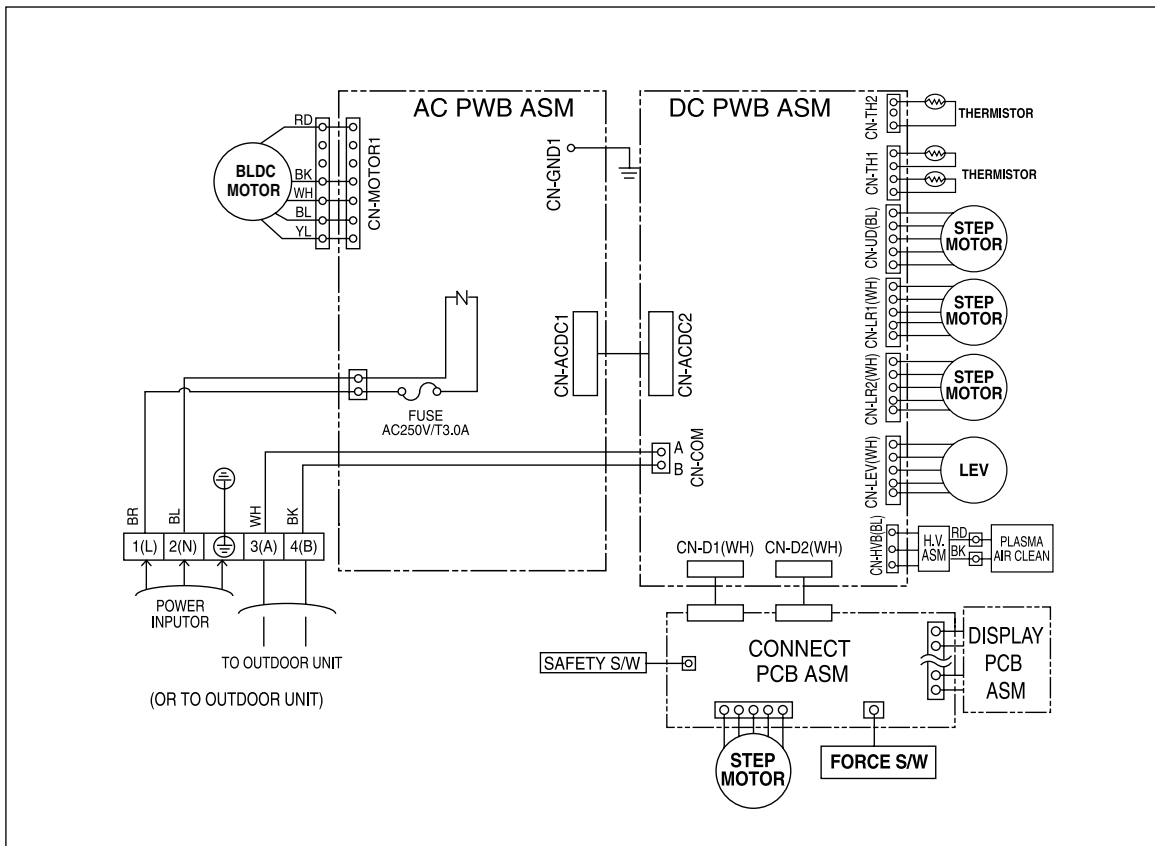 AC PWB ASM
DC PWB ASM
RD
BK
WH
BL
YL
BLDC
MOTOR
CN-MOTOR1
CN-GND1
CN-TH2
THERMISTOR
CN-TH1
THERMISTOR
CN-UD(BL)
STEP
MOTOR
CN-LR1(WH)
STEP
MOTOR
CN-LR2(WH)
STEP
MOTOR
CN-LEV(WH)
LEV
CN-HVB(BL)
H.V.
ASM
RD
BK
PLASMA
AIR CLEAN
N
CN-ACDC1
CN-ACDC2
FUSE
AC250V/T3.0A
A
B
CN-COM
BR
BL
WH
BK
1(L)
2(N)
3(A)
4(B)
POWER
INPUTOR
TO OUTDOOR UNIT
(OR TO OUTDOOR UNIT)
CN-D1(WH)
CN-D2(WH)
SAFETY S/W
CONNECT
PCB ASM
DISPLAY
PCB
ASM
STEP
MOTOR
FORCE S/W